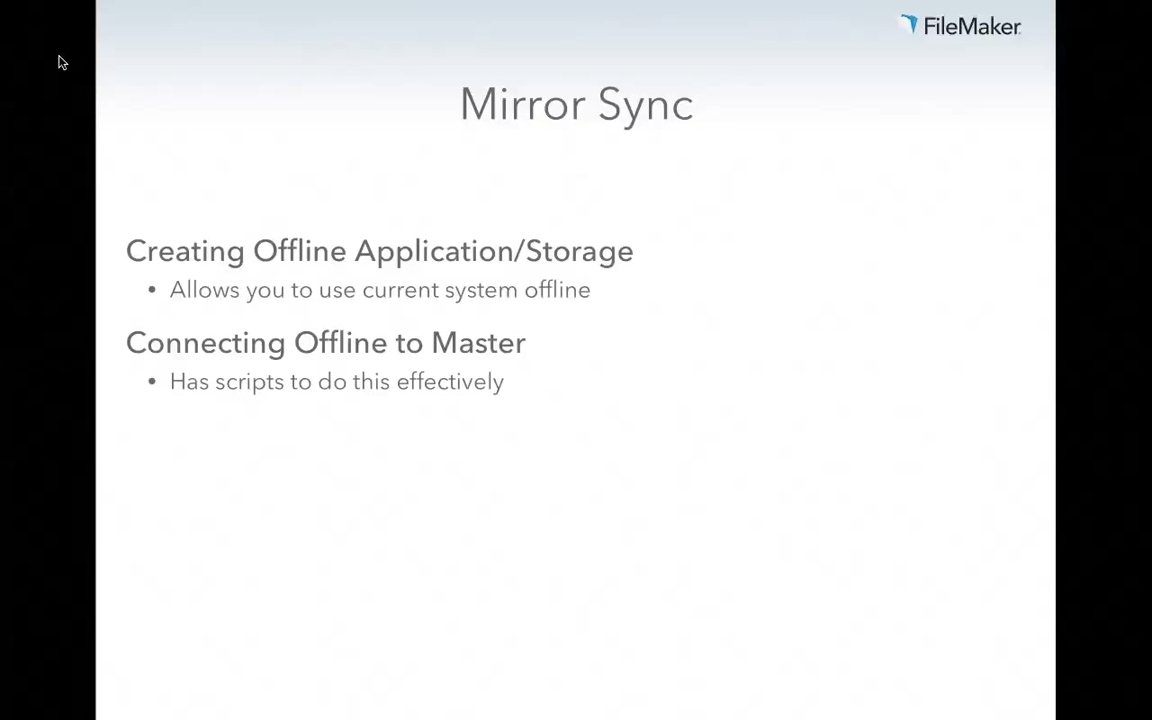 FileMaker
Mirror Sync
Creating Offline Application/Storage
• Allows you to use current system offline
Connecting Offline to Master
• Has scripts to do this effectively